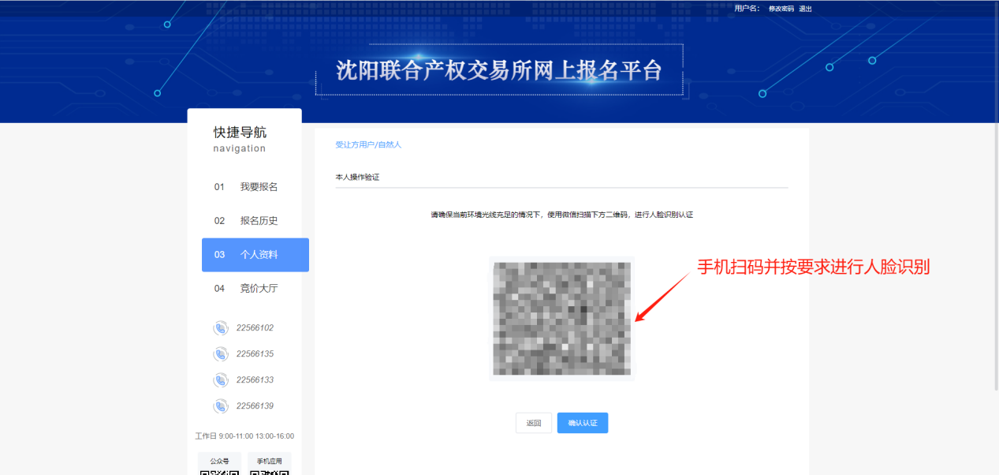 用户名： 修改密码 退出
沈阳联合产权交易所网上报名平台
快捷导航
navigation
01 我要报名
02 报名历史
03 个人资料
04 竞价大厅
22566102
22566135
22566133
22566139
工作日 9:00-11:00 13:00-16:00
公众号 手机应用
受让方用户/自然人
本人操作验证
请确保当前环境光线充足的情况下，使用微信扫描下方二维码，进行人脸识别认证
手机扫码并按要求进行人脸识别
返回 确认认证